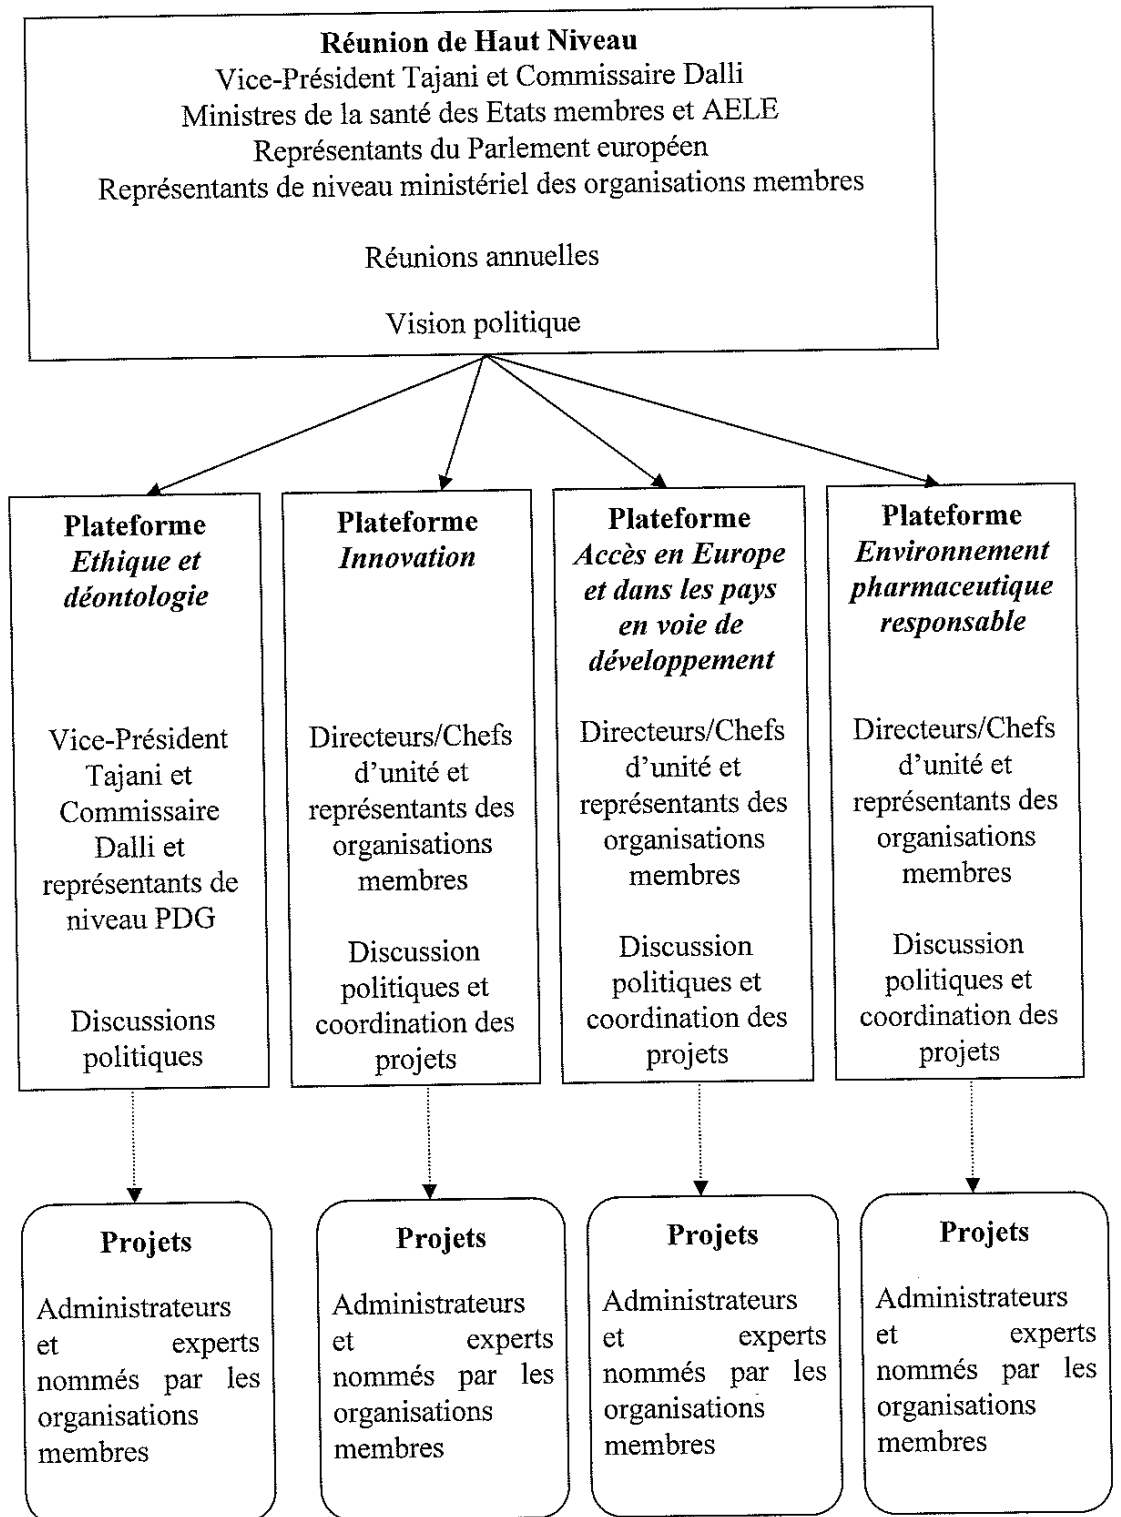 Réunion de Haut Niveau
Vice-Président Tajani et Commissaire Dalli
Ministres de la santé des Etats membres et AELE
Représentants du Parlement européen
Représentants de niveau ministériel des organisations membres
Réunions annuelles
Vision politique
Plateforme
Ethique et
déontologie
Vice-Président
Tajani et
Commissaire
Dalli et
représentants de
niveau PDG
Discussions
politiques
Plateforme
Innovation
Directeurs/Chefs
d'unité et
représentants des
organisations
membres
Discussion
politiques et
coordination des
projets
Plateforme
Accès en Europe
et dans les pays
en voie de
développement
Directeurs/Chefs
d'unité et
représentants des
organisations
membres
Discussion
politiques et
coordination des
projets
Plateforme
Environnement
pharmaceutique
responsable
Directeurs/Chefs
d'unité et
représentants des
organisations
membres
Discussion
politiques et
coordination des
projets
Projets
Administrateurs
et experts
nommés par les
organisations
membres
Projets
Administrateurs
et experts
nommés par les
organisations
membres
Projets
Administrateurs
et experts
nommés par les
organisations
membres
Projets
Administrateurs
et experts
nommés par les
organisations
membres